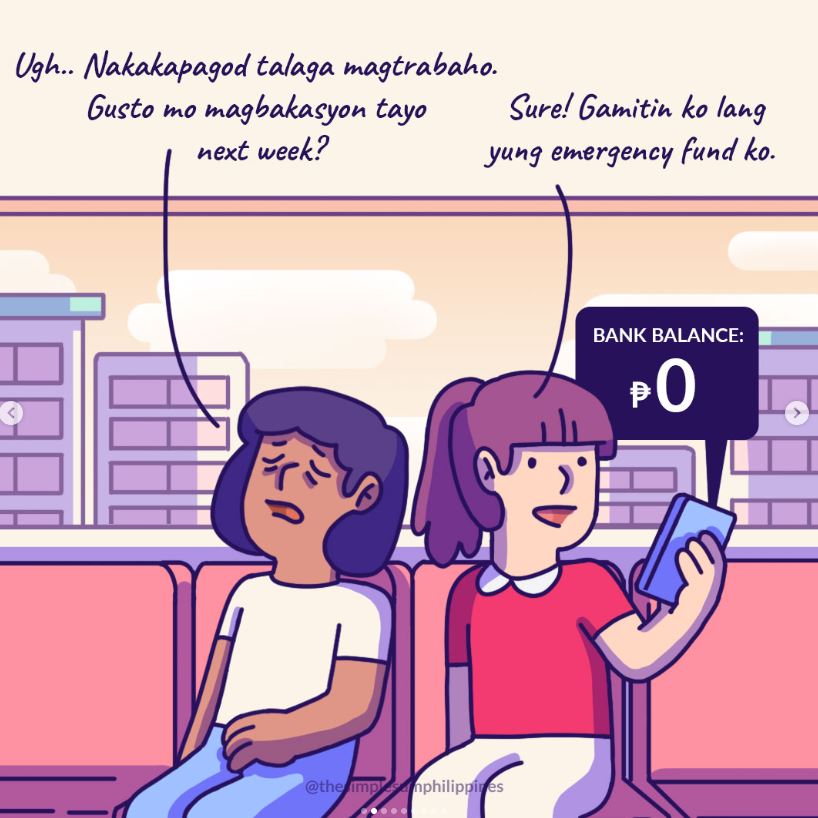 Ugh.. Nakakapagod talaga magtrabaho.
Gusto mo magbakasyon tayo
next week?
Sure! Gamitin ko lang
yung emergency fund ko.
BANK BALANCE:
₱0
@thesimplesumphilippines